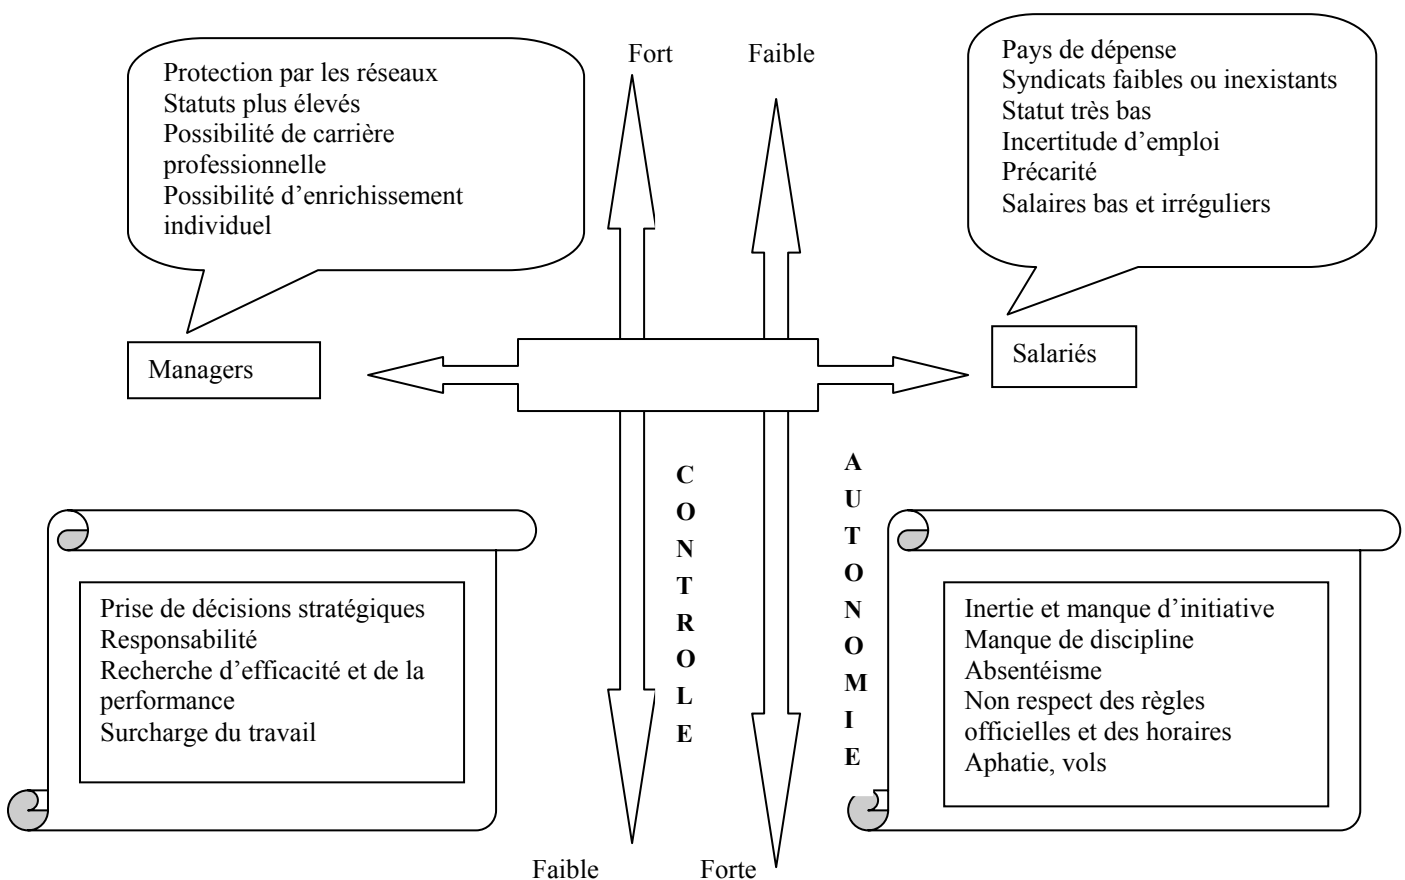 Fort
Faible
Protection par les réseaux
Statuts plus élevés
Possibilité de carrière
professionnelle
Possibilité d’enrichissement
individuel
Pays de dépense
Syndicats faibles ou inexistants
Statut très bas
Incertitude d’emploi
Précarité
Salaires bas et irréguliers
Managers
Salariés
CONTROLE
AUTONOMIE
Prise de décisions stratégiques
Responsabilité
Recherche d’efficacité et de la
performance
Surcharge du travail
Inertie et manque d’initiative
Manque de discipline
Absentéisme
Non respect des règles
officielles et des horaires
Aphatie, vols
Faible
Forte